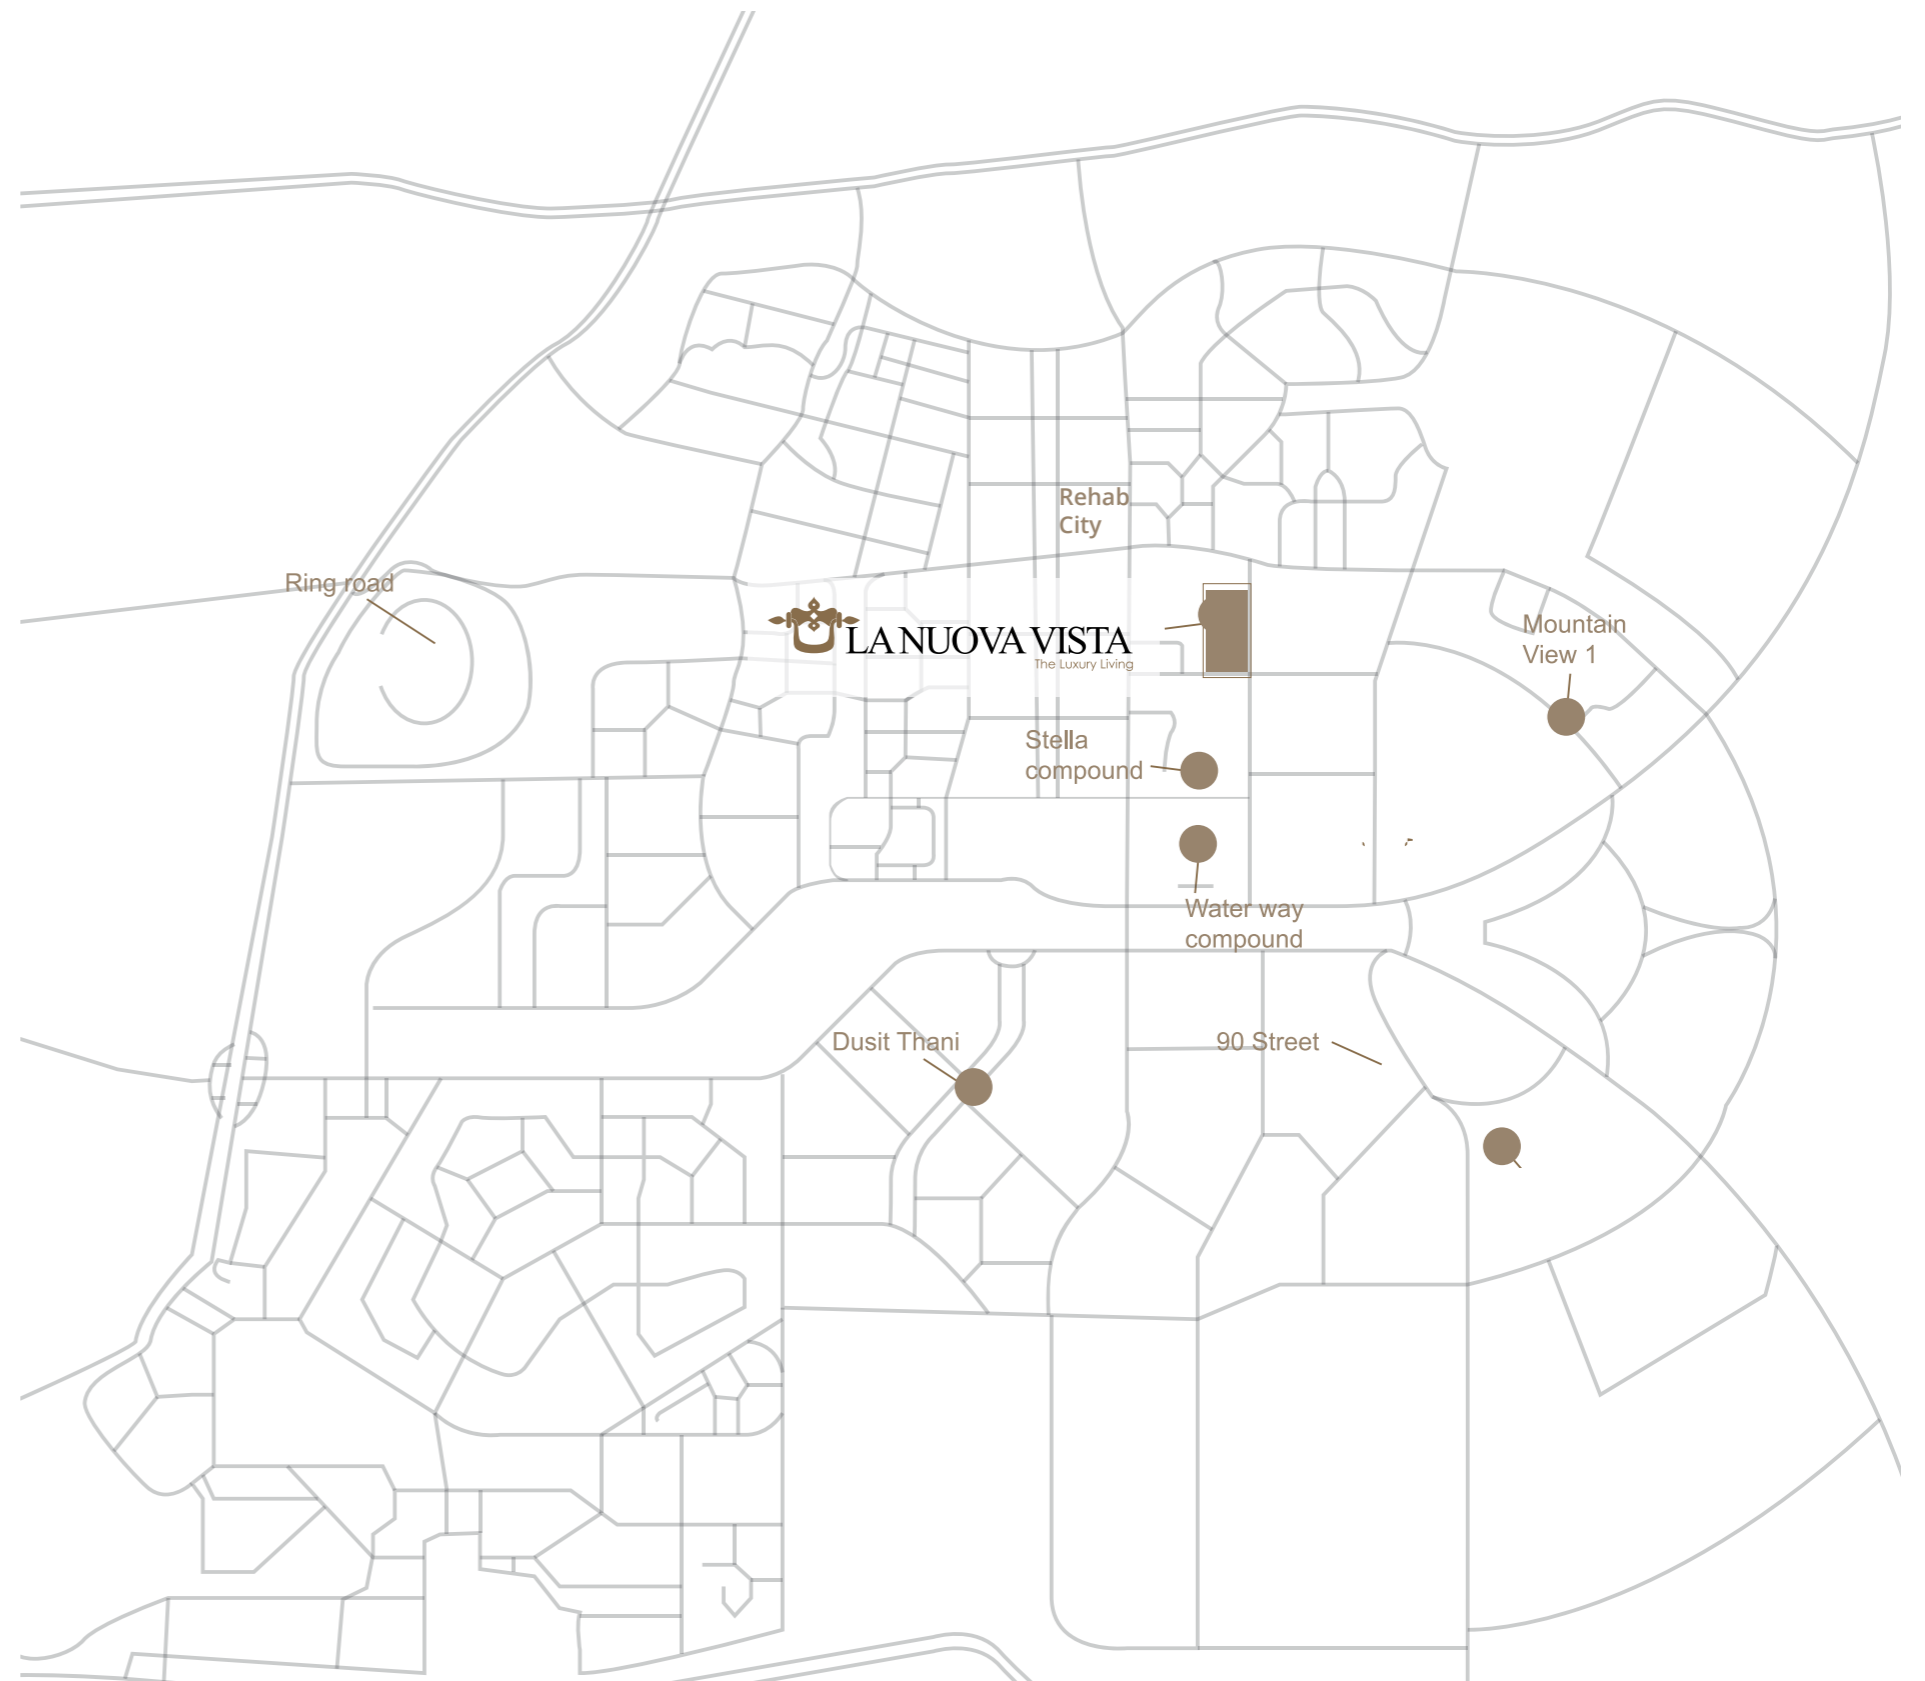 Rehab
City
Ring road
LA NUOVA VISTA
The Luxury Living
Mountain
View 1
Stella
compound
Water way
compound
Dusit Thani
90 Street